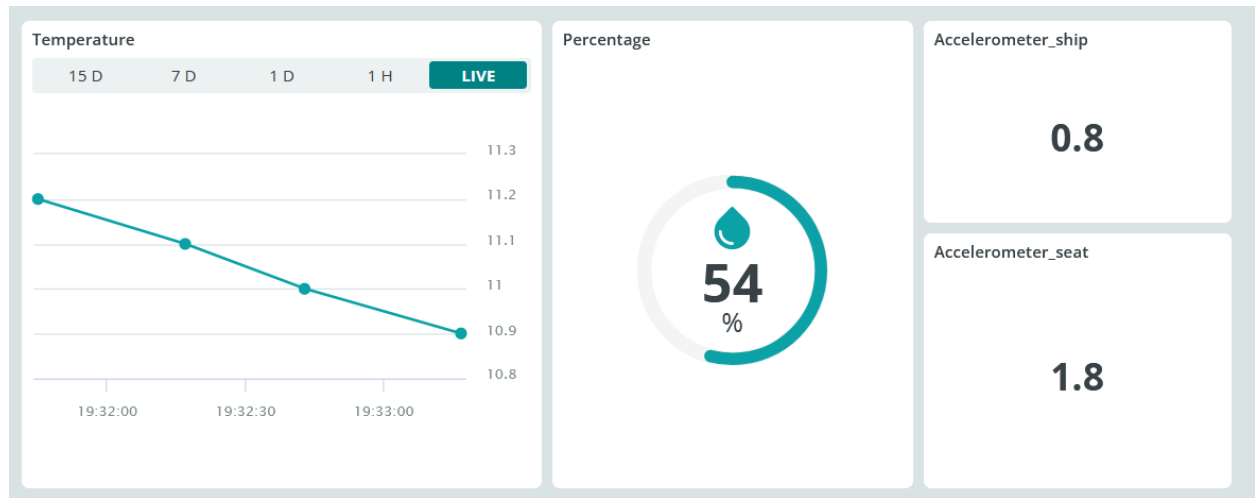 Temperature
15 D 7 D 1 D 1 H LIVE
11.3
11.2
11.1
11
10.9
10.8
19:32:00 19:32:30 19:33:00
Percentage
54
%
Accelerometer_ship
0.8
Accelerometer_seat
1.8